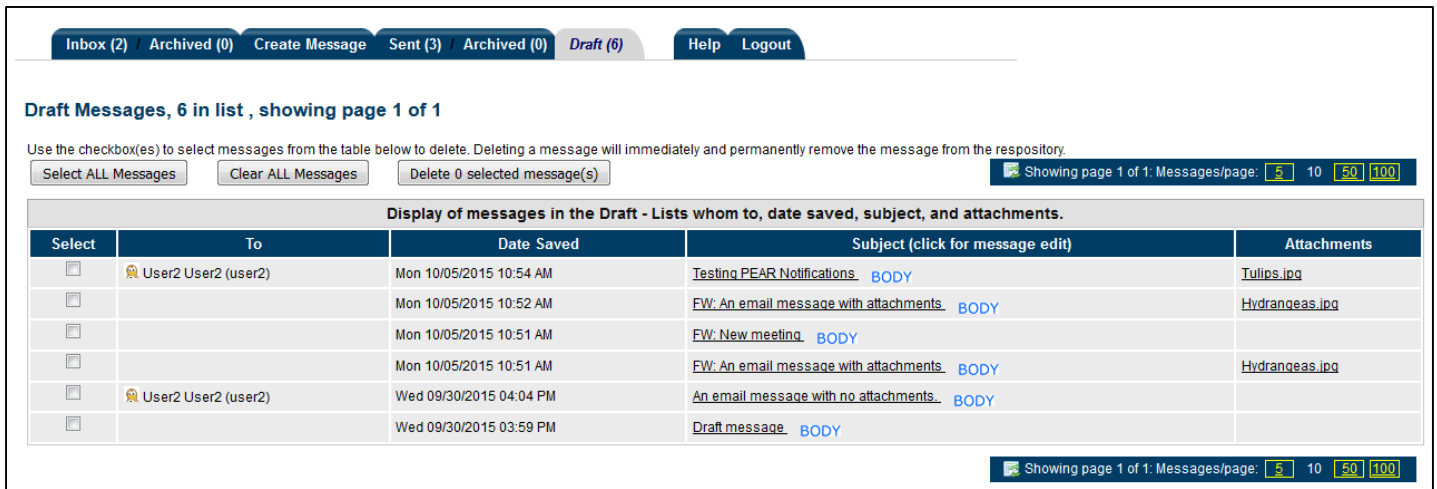 Inbox (2) / Archived (0) Create Message Sent (3) / Archived (0) Draft (6) Help Logout
Draft Messages, 6 in list , showing page 1 of 1
Use the checkbox(es) to select messages from the table below to delete. Deleting a message will immediately and permanently remove the message from the respository.
Select ALL Messages Clear ALL Messages Delete 0 selected message(s) Showing page 1 of 1: Messages/page: 5 10 50 100
Display of messages in the Draft - Lists whom to, date saved, subject, and attachments.
Select To Date Saved Subject (click for message edit) Attachments
User2 User2 (user2) Mon 10/05/2015 10:54 AM Testing PEAR Notifications BODY Tulips.jpg
Mon 10/05/2015 10:52 AM FW: An email message with attachments BODY Hydrangeas.jpg
Mon 10/05/2015 10:51 AM FW: New meeting BODY
Mon 10/05/2015 10:51 AM FW: An email message with attachments BODY Hydrangeas.jpg
User2 User2 (user2) Wed 09/30/2015 04:04 PM An email message with no attachments. BODY
Wed 09/30/2015 03:59 PM Draft message BODY
Showing page 1 of 1: Messages/page: 5 10 50 100